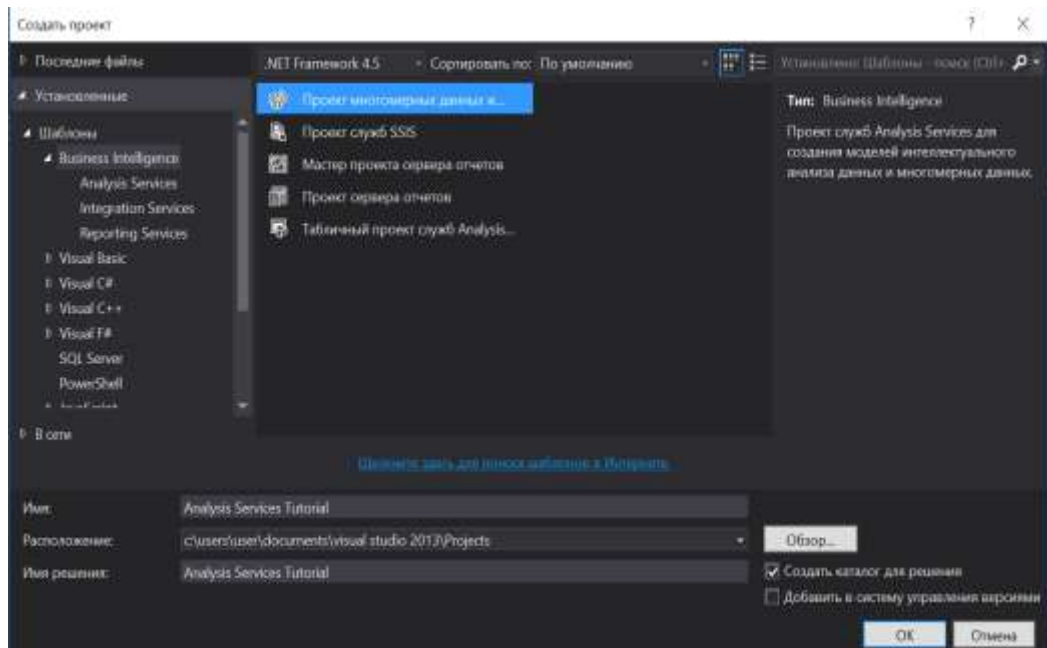 Создать проект
? ×
Последние файлы
.NET Framework 4.5
Сортировать по: По умолчанию
Установлено: Шаблоны - поиск (Ctrl+
Установленные
Шаблоны
Business Intelligence
Analysis Services
Integration Services
Reporting Services
Visual Basic
Visual C#
Visual C++
Visual F#
SQL Server
PowerShell
JavaScript
В сети
Проект многомерных данных и...
Проект служб SSIS
Мастер проекта сервера отчетов
Проект сервера отчетов
Табличный проект служб Analysis...
Тип: Business Intelligence
Проект служб Analysis Services для
создания моделей интеллектуального
анализа данных и многомерных данных.
Щелкните здесь для поиска шаблонов в Интернете.
Имя: Analysis Services Tutorial
Расположение: c:\users\user\documents\visual studio 2013\Projects
Обзор...
Имя решения: Analysis Services Tutorial
Создать каталог для решения
Добавить в систему управления версиями
OK Отмена